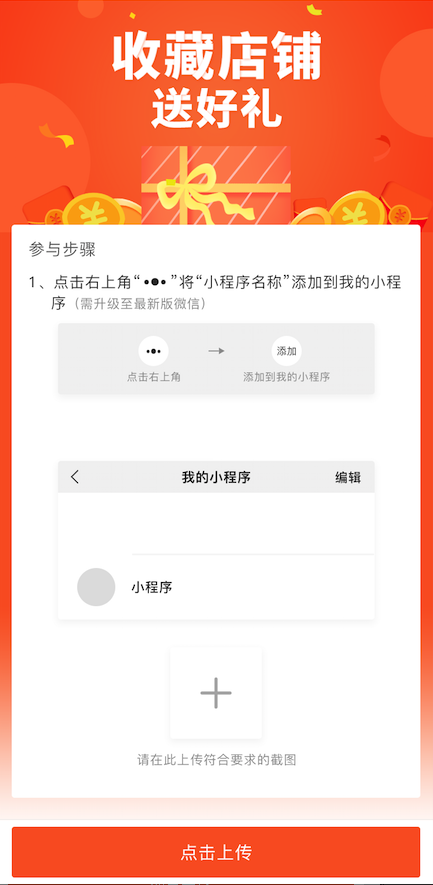 收藏店铺
送好礼
参与步骤
1、点击右上角“•●•”将“小程序名称”添加到我的小程
序（需升级至最新版微信）
添加
点击右上角
添加到我的小程序
我的小程序
编辑
小程序
请在此上传符合要求的截图
点击上传